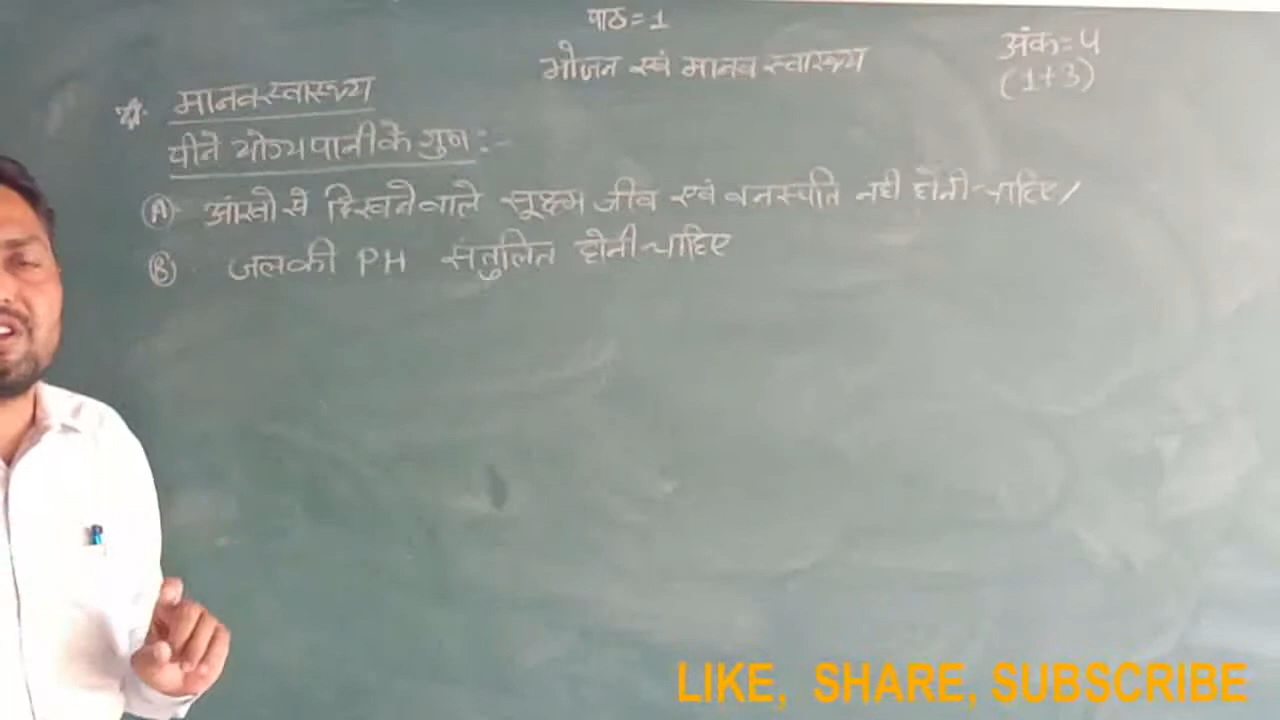 पाठ = 1
भोजन एवं मानव स्वास्थ्य
अंक = 4
(1+3)
मानव स्वास्थ्य
पीने योग्य पानी के गुण :-
(A) आंखो से दिखने वाले सूक्ष्म जीव एवं वनस्पति नही होनी चाहिए /
(B) जल की PH संतुलित होनी चाहिए
LIKE, SHARE, SUBSCRIBE